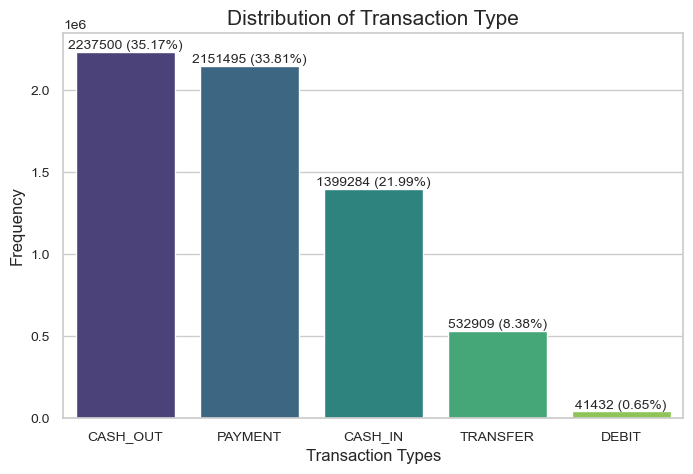 Distribution of Transaction Type
1e6
2237500 (35.17%)
2151495 (33.81%)
1399284 (21.99%)
532909 (8.38%)
41432 (0.65%)
2.0
1.5
1.0
0.5
0.0
Frequency
CASH_OUT PAYMENT CASH_IN TRANSFER DEBIT
Transaction Types